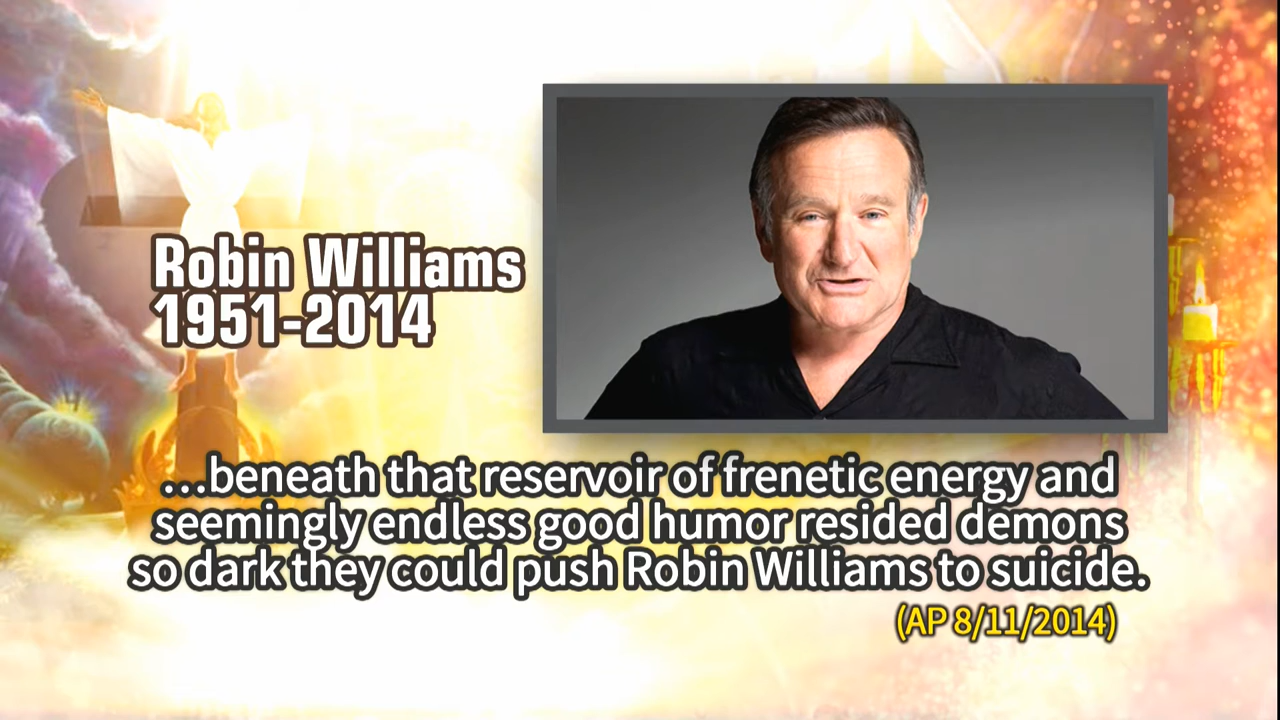 Robin Williams
1951-2014
...beneath that reservoir of frenetic energy and
seemingly endless good humor resided demons
so dark they could push Robin Williams to suicide.
(AP 8/11/2014)